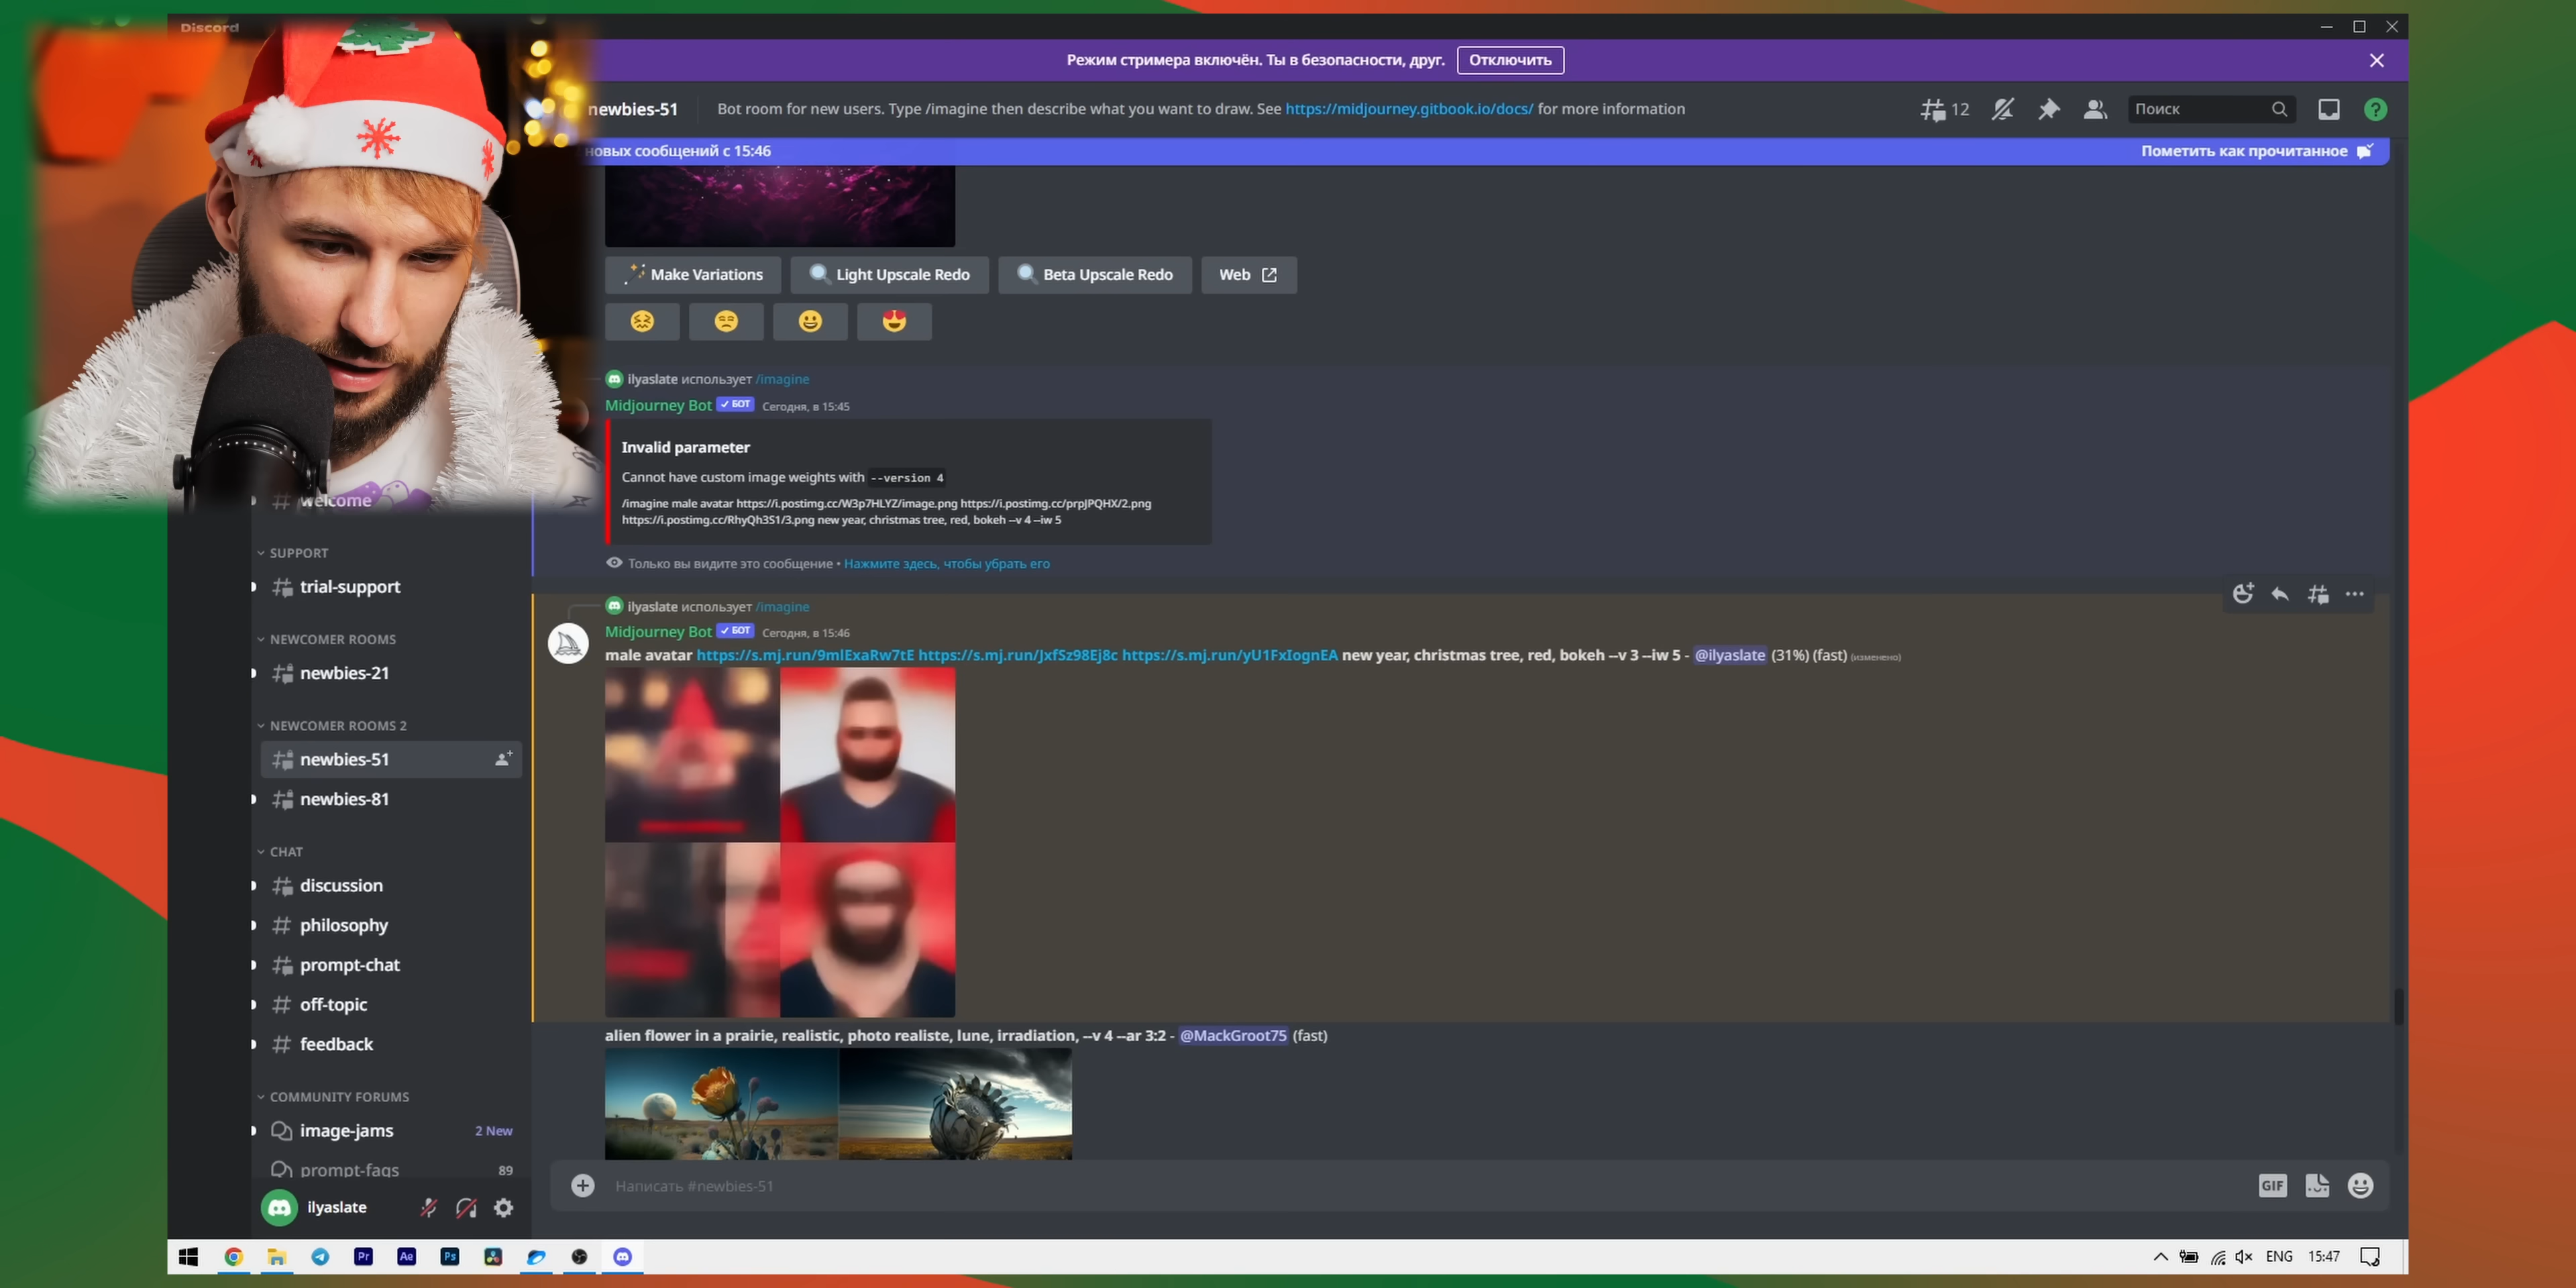 Discord
Режим стримера включён. Ты в безопасности, друг. Отключить
newbies-51 Bot room for new users. Type /imagine then describe what you want to draw. See https://midjourney.gitbook.io/docs/ for more information 12 Поиск
новых сообщений с 15:46 Пометить как прочитанное
Make Variations Light Upscale Redo Beta Upscale Redo Web
ilyaslate использует /imagine
Midjourney Bot ✓ БОТ Сегодня, в 15:45
Invalid parameter
Cannot have custom image weights with --version 4
/imagine male avatar https://i.postimg.cc/W3p7HLYZ/image.png https://i.postimg.cc/prpJPQHX/2.png
https://i.postimg.cc/RhyQh3S1/3.png new year, christmas tree, red, bokeh --v 4 --iw 5
Только вы видите это сообщение • Нажмите здесь, чтобы убрать его
ilyaslate использует /imagine
Midjourney Bot ✓ БОТ Сегодня, в 15:46
male avatar https://s.mj.run/9mlExaRw7tE https://s.mj.run/JxfSz98Ej8c https://s.mj.run/yU1FxIognEA new year, christmas tree, red, bokeh --v 3 --iw 5 - @ilyaslate (31%) (fast) (изменено)
alien flower in a prairie, realistic, photo realiste, lune, irradiation, --v 4 --ar 3:2 - @MackGroot75 (fast)
Написать #newbies-51
GIF
welcome
SUPPORT
trial-support
NEWCOMER ROOMS
newbies-21
NEWCOMER ROOMS 2
newbies-51
newbies-81
CHAT
discussion
philosophy
prompt-chat
off-topic
feedback
COMMUNITY FORUMS
image-jams 2 New
prompt-faqs 89
ilyaslate
Pr Ae Ps
ENG 15:47